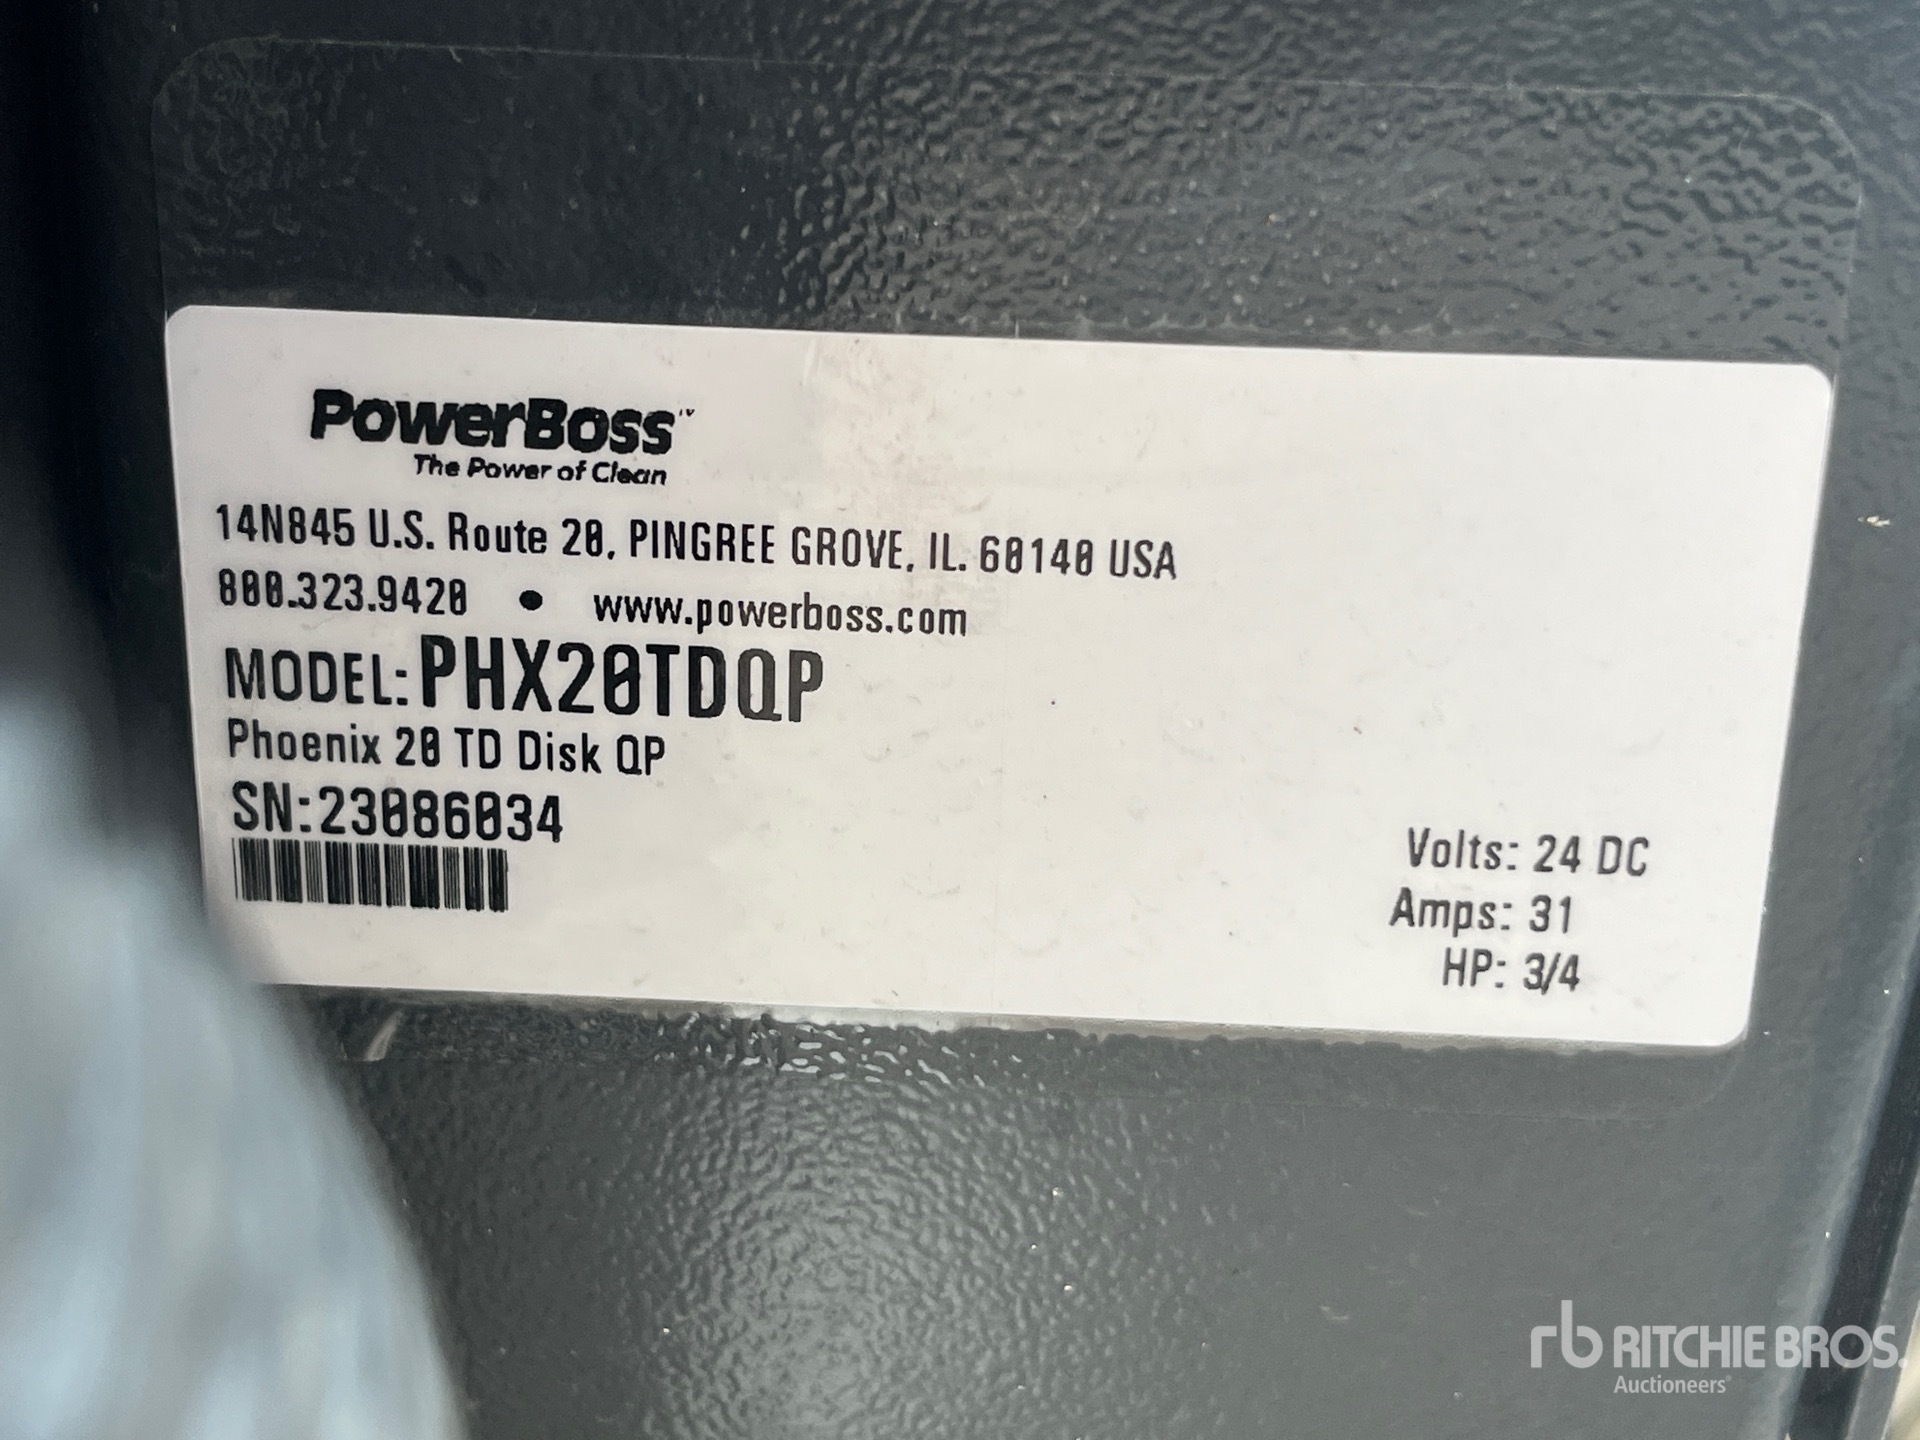 PowerBoss™
The Power of Clean
14N845 U.S. Route 20, PINGREE GROVE, IL. 60140 USA
800.323.9420 • www.powerboss.com
MODEL: PHX20TDQP
Phoenix 20 TD Disk QP
SN:23086034
Volts: 24 DC
Amps: 31
HP: 3/4
rb RITCHIE BROS.
Auctioneers